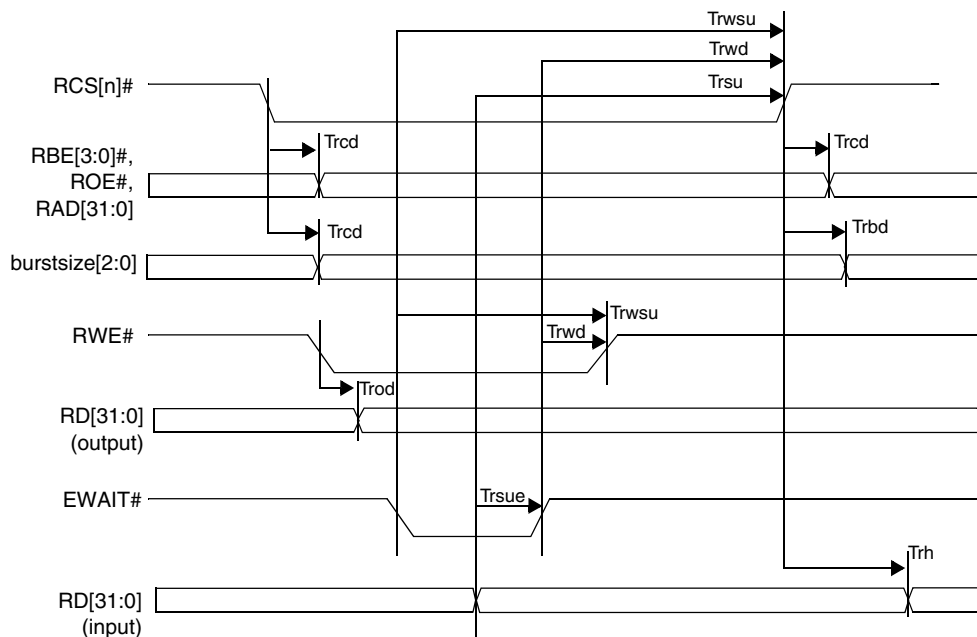 Trwsu
Trwd
RCS[n]#
Trsu
Trcd
Trcd
RBE[3:0]#,
ROE#,
RAD[31:0]
Trcd
Trbd
burstsize[2:0]
Trwsu
RWE#
Trwd
Trod
RD[31:0]
(output)
EWAIT#
Trsue
Trh
RD[31:0]
(input)